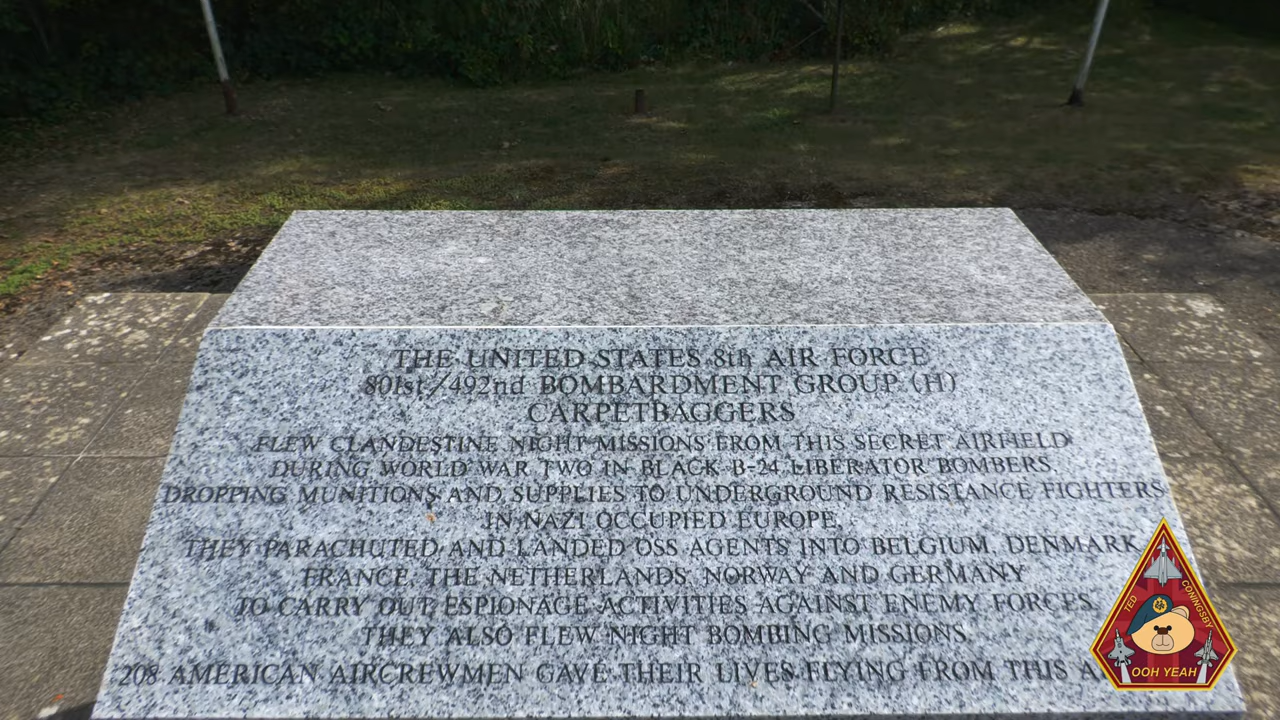 THE UNITED STATES 8th AIR FORCE
801st/492nd BOMBARDMENT GROUP (H)
CARPETBAGGERS
FLEW CLANDESTINE NIGHT MISSIONS FROM THIS SECRET AIRFIELD
DURING WORLD WAR TWO IN BLACK B-24 LIBERATOR BOMBERS,
DROPPING MUNITIONS AND SUPPLIES TO UNDERGROUND RESISTANCE FIGHTERS
IN NAZI OCCUPIED EUROPE.
THEY PARACHUTED AND LANDED OSS AGENTS INTO BELGIUM, DENMARK
FRANCE, THE NETHERLANDS, NORWAY AND GERMANY
TO CARRY OUT ESPIONAGE ACTIVITIES AGAINST ENEMY FORCES.
THEY ALSO FLEW NIGHT BOMBING MISSIONS.
208 AMERICAN AIRCREWMEN GAVE THEIR LIVES FLYING FROM THIS
TED CONINGSBY
OOH YEAH